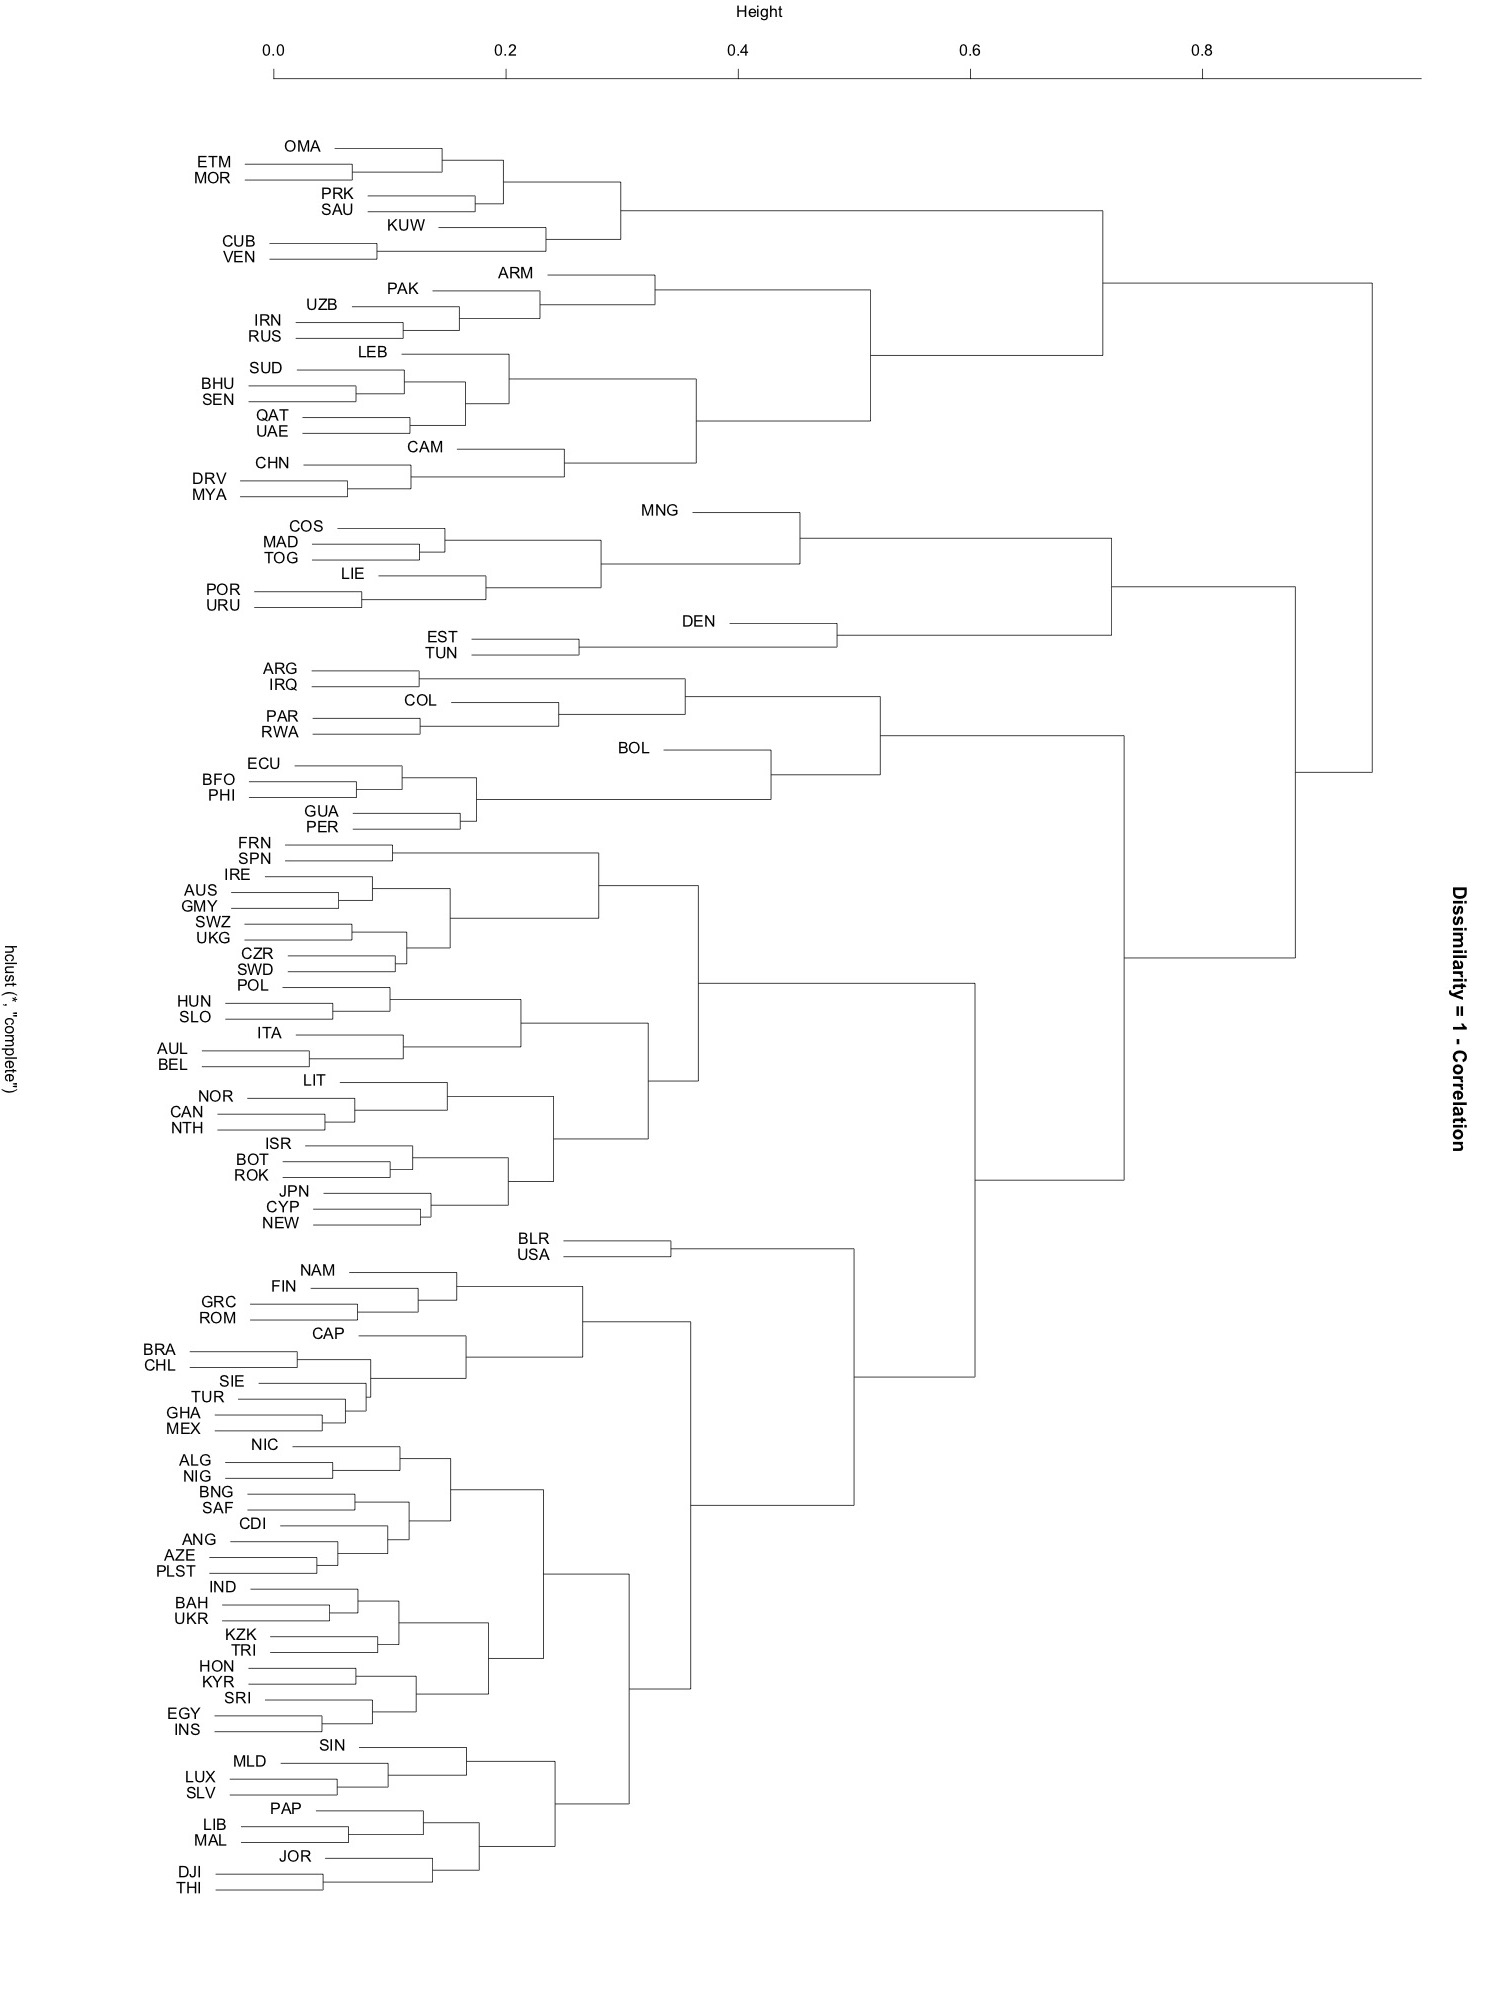 Height
0.0 0.2 0.4 0.6 0.8
OMA
ETM
MOR
PRK
SAU
KUW
CUB
VEN
ARM
PAK
UZB
IRN
RUS
LEB
SUD
BHU
SEN
QAT
UAE
CAM
CHN
DRV
MYA
MNG
COS
MAD
TOG
LIE
POR
URU
DEN
EST
TUN
ARG
IRQ
COL
PAR
RWA
BOL
ECU
BFO
PHI
GUA
PER
FRN
SPN
IRE
AUS
GMY
SWZ
UKG
CZR
SWD
POL
HUN
SLO
ITA
AUL
BEL
LIT
NOR
CAN
NTH
ISR
BOT
ROK
JPN
CYP
NEW
BLR
USA
NAM
FIN
GRC
ROM
CAP
BRA
CHL
SIE
TUR
GHA
MEX
NIC
ALG
NIG
BNG
SAF
CDI
ANG
AZE
PLST
IND
BAH
UKR
KZK
TRI
HON
KYR
SRI
EGY
INS
SIN
MLD
LUX
SLV
PAP
LIB
MAL
JOR
DJI
THI
Dissimilarity = 1 - Correlation
hclust (*, "complete")